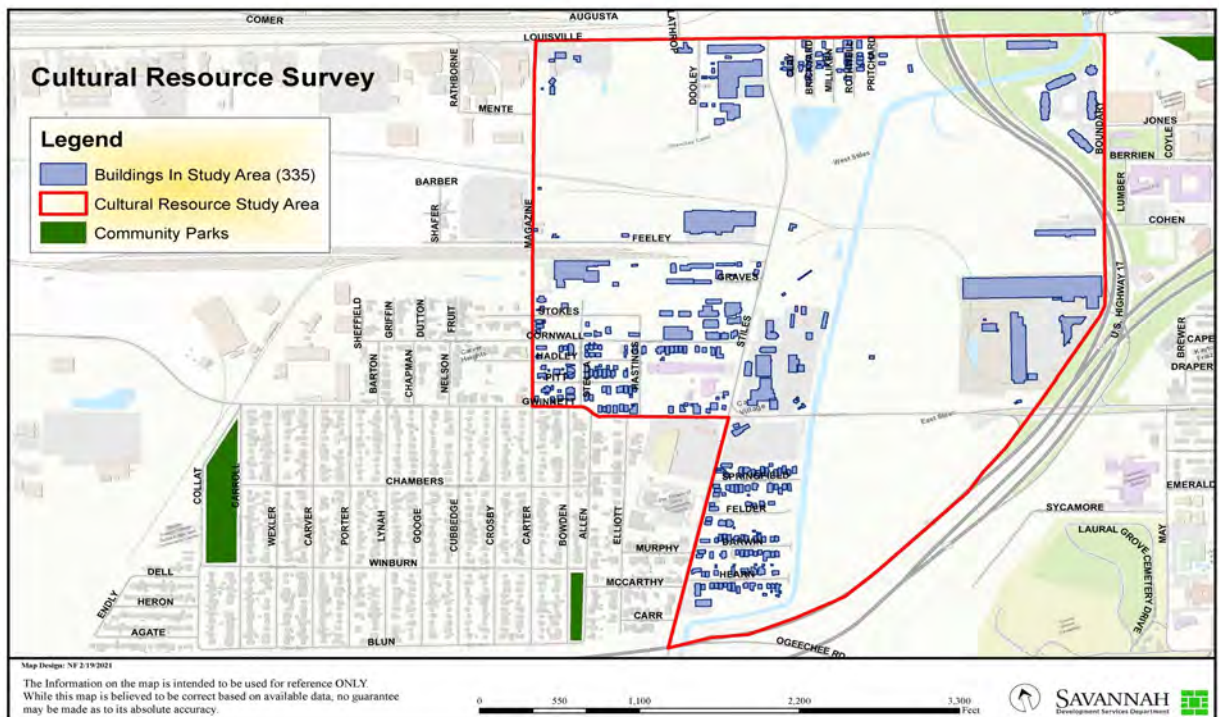 COMER
AUGUSTA
LOUISVILLE
LATHROP
Cultural Resource Survey
RATHBORNE
MENTE
DOOLEY
MILLIKEN
PRITCHARD
BOUNDARY
JONES
COYLE
BERRIEN
LUMBER
COHEN
Legend
Buildings In Study Area (335)
Cultural Resource Study Area
Community Parks
BARBER
SHAFER
MAGAZINE
West Stiles
FEELEY
GRAVES
STILES
U.S. HIGHWAY 17
BREWER
CAPE
DRAPER
SHEFFIELD
GRIFFIN
DUTTON
FRUIT
STOKES
CORNWALL
HADLEY
PITT
STELLA
HASTINGS
GWINNETT
BARTON
CHAPMAN
NELSON
COLLAT
CARROLL
CHAMBERS
SPRINGFIELD
FELDER
DARWIN
HEARN
WEXLER
CARVER
PORTER
LYNAH
GOOGE
CUBBEDGE
CROSBY
CARTER
BOWDEN
ALLEN
ELLIOTT
EMERALD
SYCAMORE
MAY
LAURAL GROVE CEMETERY DRIVE
MURPHY
WINBURN
MCCARTHY
CARR
DELL
ENDLY
HERON
AGATE
BLUN
OGEECHEE RD
Map Design: NF 2/19/2021
The Information on the map is intended to be used for reference ONLY.
While this map is believed to be correct based on available data, no guarantee
may be made as to its absolute accuracy.
0 550 1,100 2,200 3,300
Feet
SAVANNAH
Development Services Department